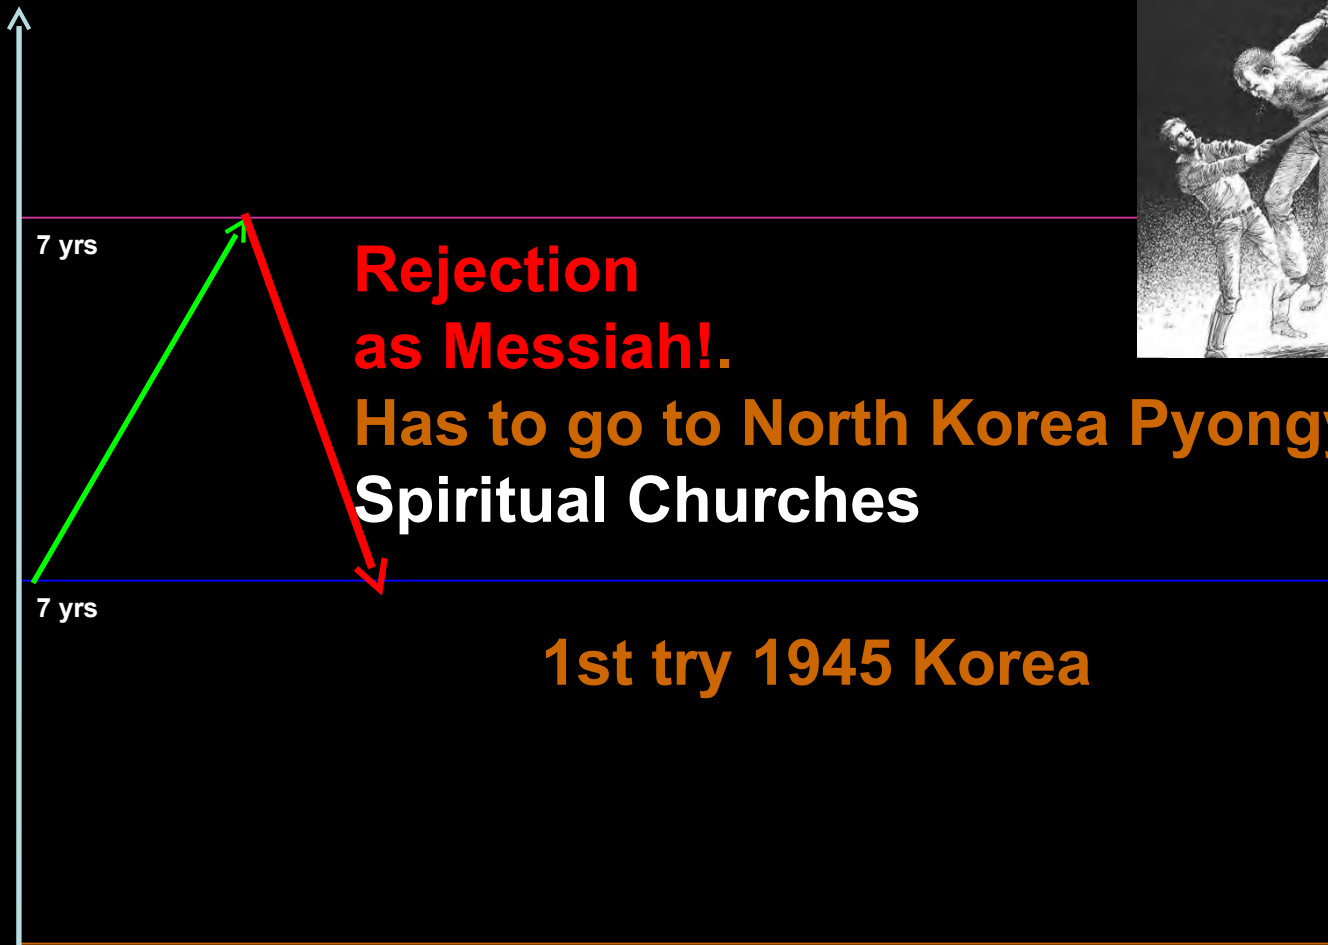 7 yrs
Rejection
as Messiah!.
Has to go to North Korea
Spiritual Churches
7 yrs
1st try 1945 Korea